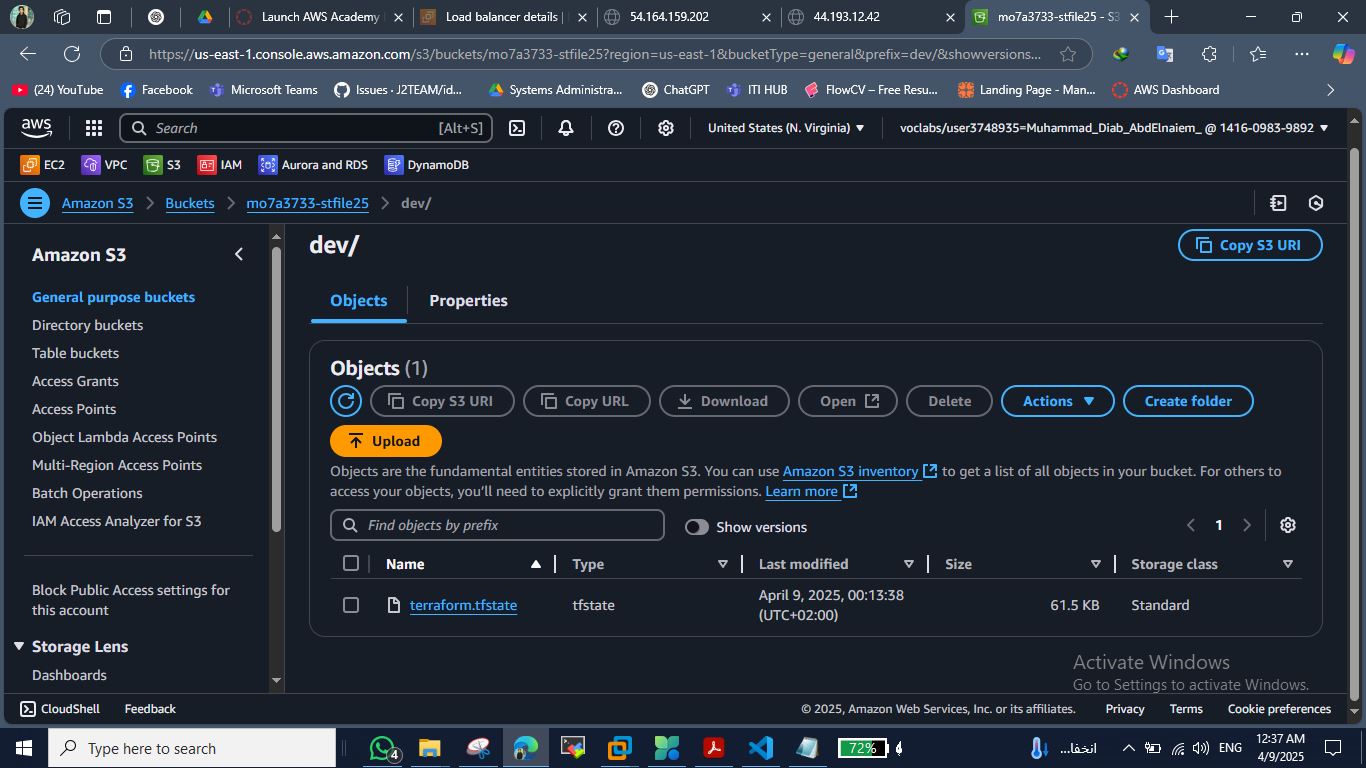 Launch AWS Academy
Load balancer details |
54.164.159.202
44.193.12.42
mo7a3733-stfile25 - S3
https://us-east-1.console.aws.amazon.com/s3/buckets/mo7a3733-stfile25?region=us-east-1&bucketType=general&prefix=dev/&showversions...
(24) YouTube
Facebook
Microsoft Teams
Issues · J2TEAM/id...
Systems Administra...
ChatGPT
ITI HUB
FlowCV – Free Resu...
Landing Page - Man...
AWS Dashboard
aws
Search
[Alt+S]
United States (N. Virginia)
voclabs/user3748935=Muhammad_Diab_AbdElnaiem_ @ 1416-0983-9892
EC2
VPC
S3
IAM
Aurora and RDS
DynamoDB
Amazon S3
Buckets
mo7a3733-stfile25
dev/
Amazon S3
General purpose buckets
Directory buckets
Table buckets
Access Grants
Access Points
Object Lambda Access Points
Multi-Region Access Points
Batch Operations
IAM Access Analyzer for S3
Block Public Access settings for
this account
Storage Lens
Dashboards
dev/
Copy S3 URI
Objects
Properties
Objects (1)
Copy S3 URI
Copy URL
Download
Open
Delete
Actions
Create folder
Upload
Objects are the fundamental entities stored in Amazon S3. You can use Amazon S3 inventory to get a list of all objects in your bucket. For others to
access your objects, you’ll need to explicitly grant them permissions. Learn more
Find objects by prefix
Show versions
1
Name
Type
Last modified
Size
Storage class
terraform.tfstate
tfstate
April 9, 2025, 00:13:38
(UTC+02:00)
61.5 KB
Standard
Activate Windows
Go to Settings to activate Windows.
CloudShell
Feedback
© 2025, Amazon Web Services, Inc. or its affiliates.
Privacy
Terms
Cookie preferences
Type here to search
4
72%
انخفا...
ENG
12:37 AM
4/9/2025